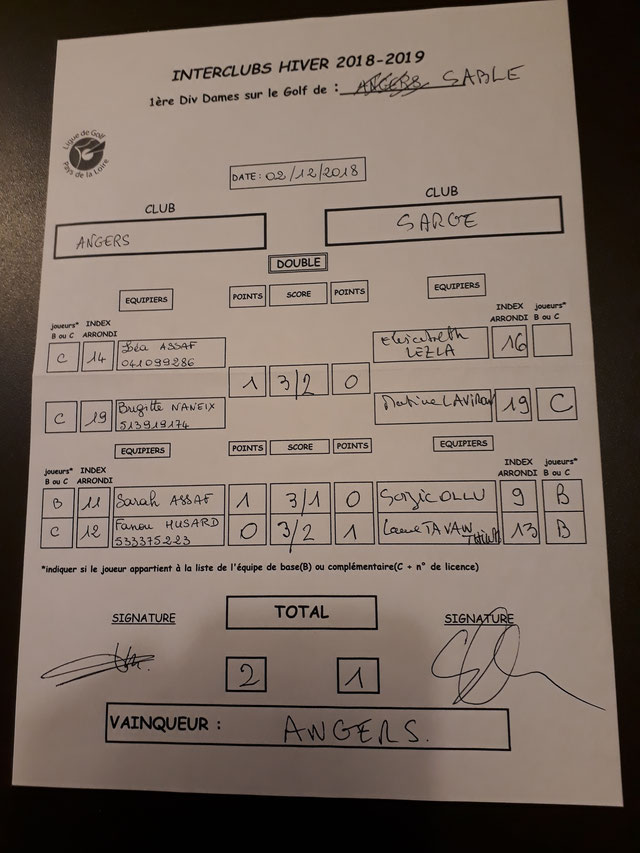 INTERCLUBS HIVER 2018-2019
1ère Div Dames sur le Golf de : ANGERS SABLE
Ligue de Golf
Pays de la Loire
DATE : 02/12/2018
CLUB CLUB
ANGERS SARGE
DOUBLE
EQUIPIERS POINTS SCORE POINTS EQUIPIERS
joueurs* INDEX INDEX joueurs*
B ou C ARRONDI ARRONDI B ou C
C 14 Léa ASSAF Elisabeth 16
041099286 LEZLA
1 3/2 0
C 19 Brigitte NANEIX Martine 19 C
513919174
EQUIPIERS POINTS SCORE POINTS EQUIPIERS
joueurs* INDEX INDEX joueurs*
B ou C ARRONDI ARRONDI B ou C
B 11 Sarah ASSAF 1 3/1 0 9 B
C 12 Fanou HUSARD 0 3/2 1 13 B
533375223
*indiquer si le joueur appartient à la liste de l'équipe de base(B) ou complémentaire(C + n° de licence)
SIGNATURE TOTAL SIGNATURE
2 1
VAINQUEUR : ANGERS.